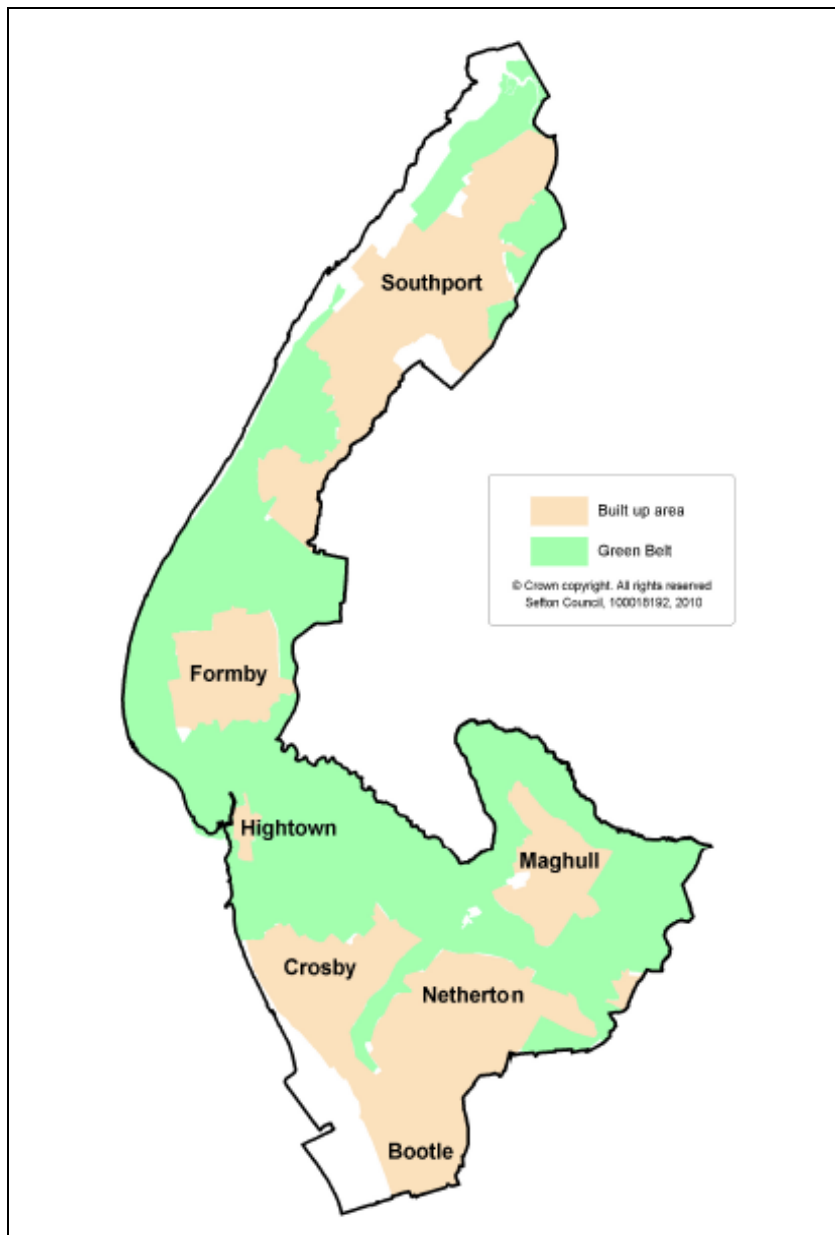 Southport
Built up area
Green Belt
© Crown copyright. All rights reserved
Sefton Council, 100018192, 2010
Formby
Hightown
Maghull
Crosby
Netherton
Bootle